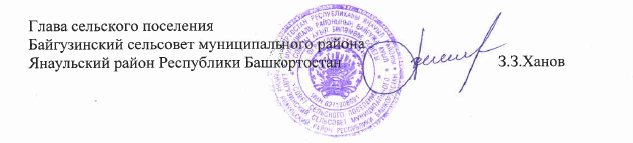 Глава сельского поселения
Байгузинский сельсовет муниципального района
Янаульский район Республики Башкортостан З.З.Ханов